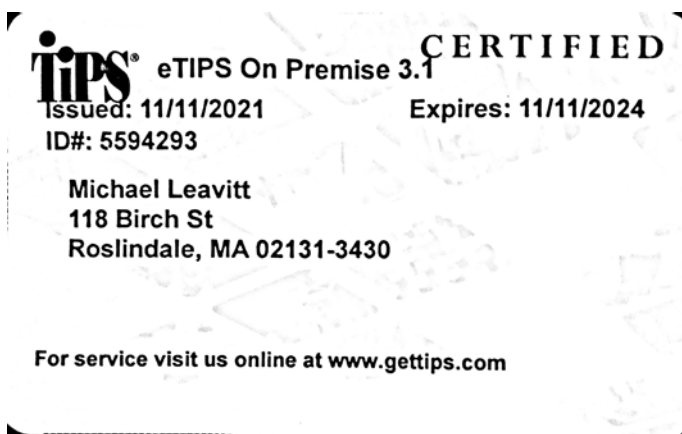 TiPS® eTIPS On Premise 3.1 CERTIFIED
Issued: 11/11/2021 Expires: 11/11/2024
ID#: 5594293
Michael Leavitt
118 Birch St
Roslindale, MA 02131-3430
For service visit us online at www.gettips.com